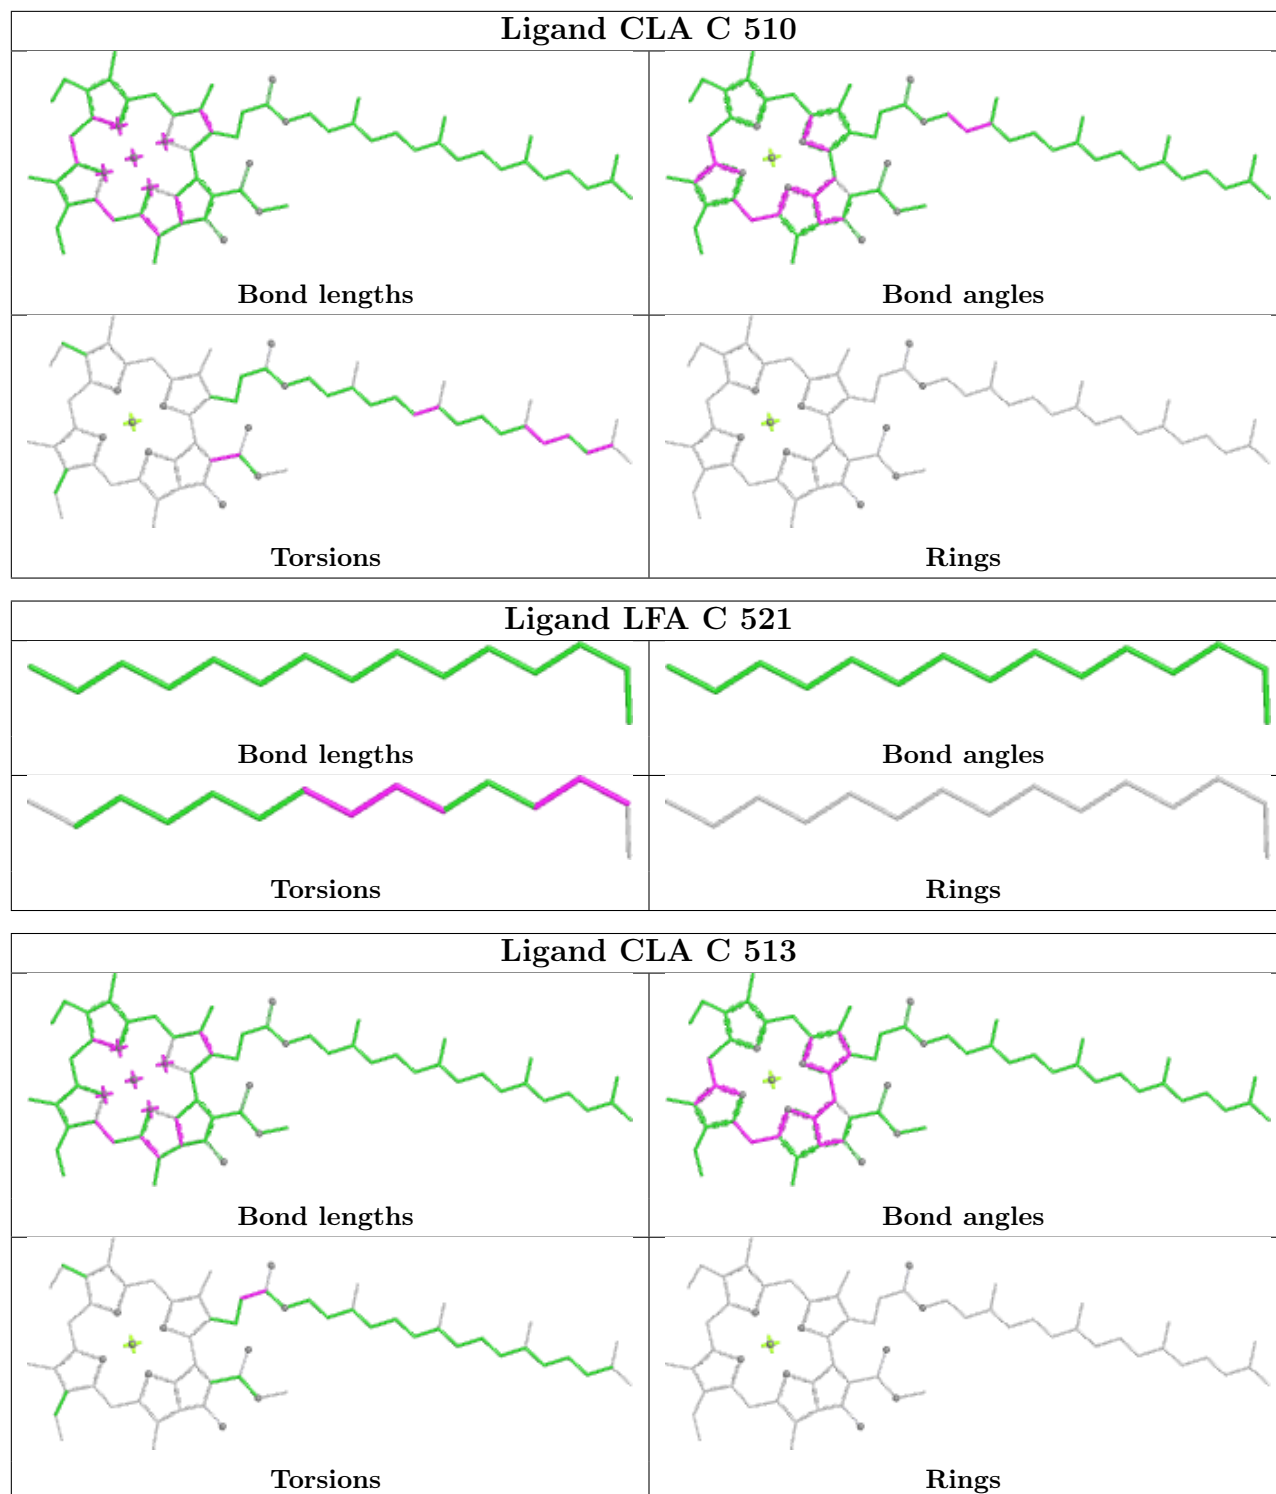 Ligand CLA C 510
Bond lengths
Bond angles
Torsions
Rings
Ligand LFA C 521
Bond lengths
Bond angles
Torsions
Rings
Ligand CLA C 513
Bond lengths
Bond angles
Torsions
Rings